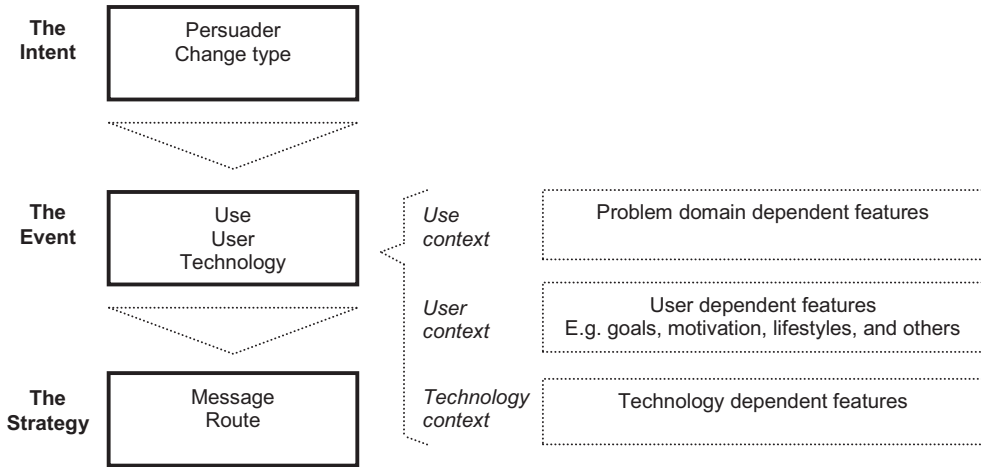 The
Intent
Persuader
Change type
The
Event
Use
User
Technology
Use
context
Problem domain dependent features
User
context
User dependent features
E.g. goals, motivation, lifestyles, and others
The
Strategy
Message
Route
Technology
context
Technology dependent features